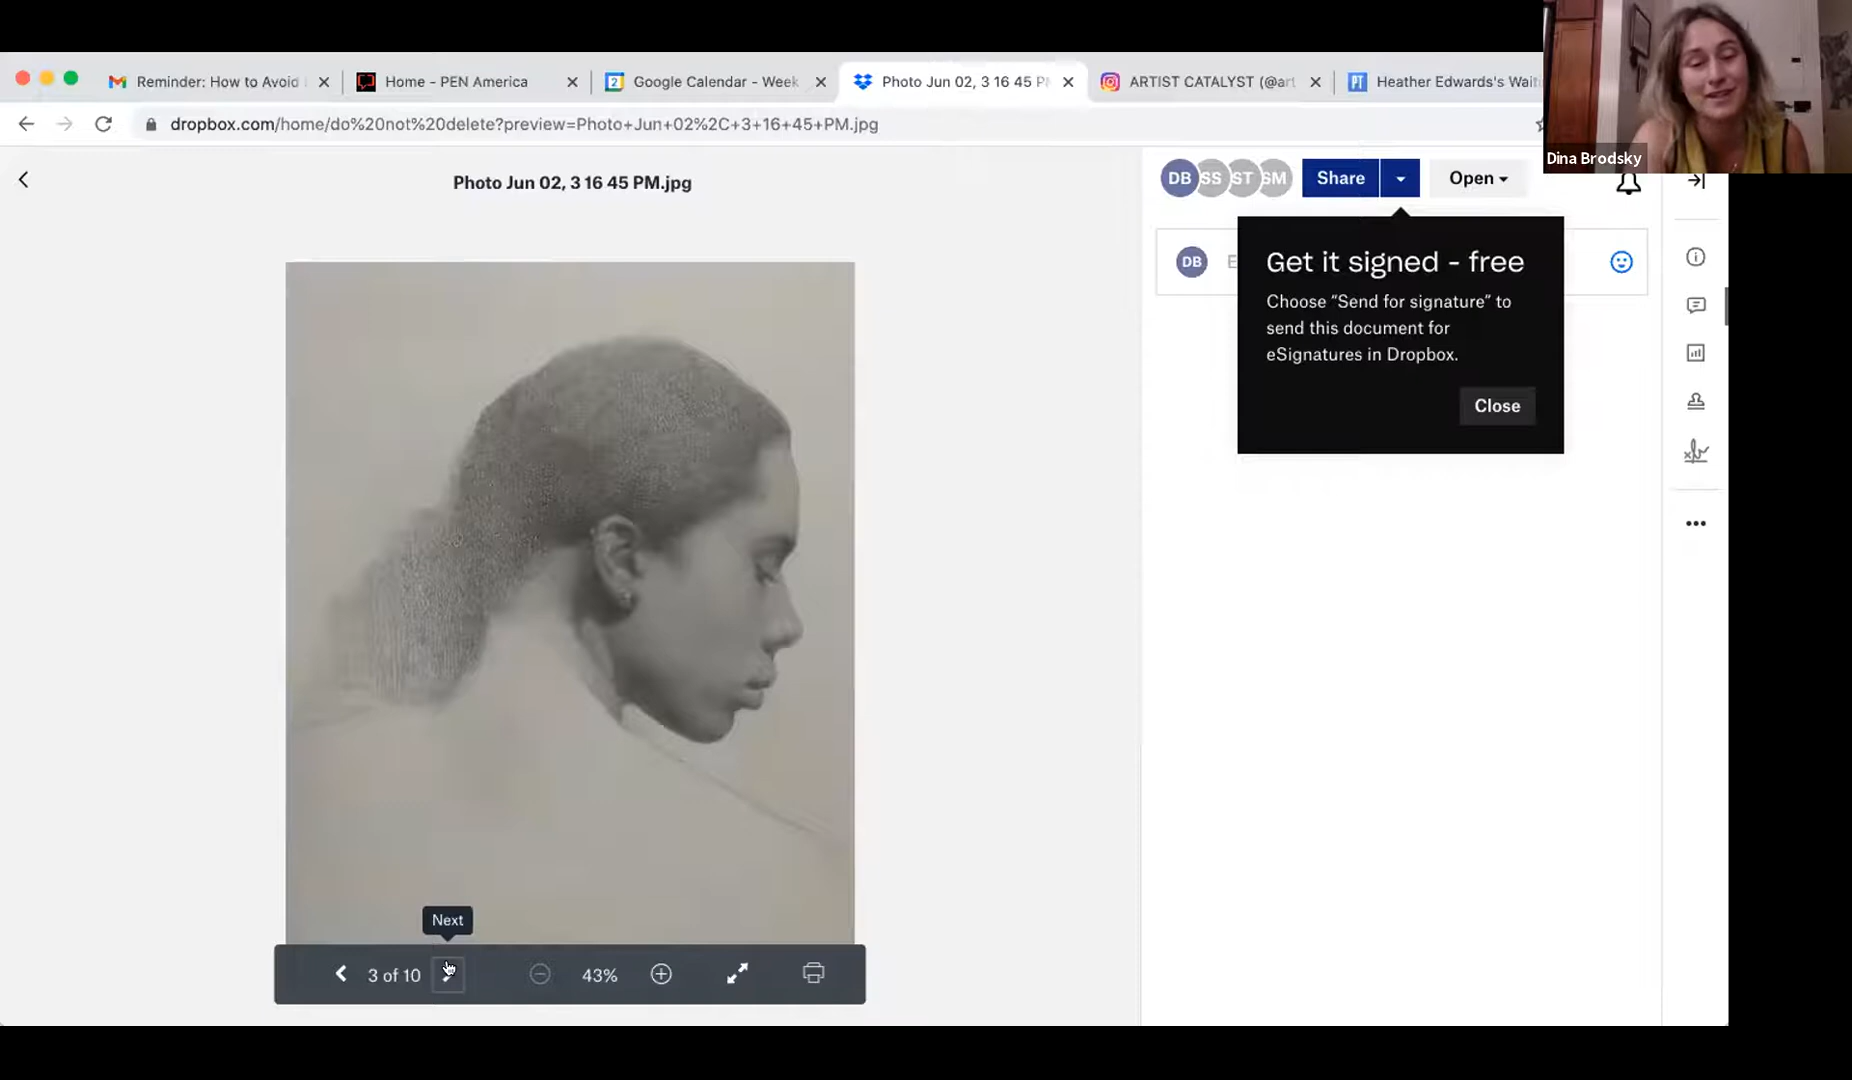 Reminder: How to Avoid
Home - PEN America
Google Calendar - Week
Photo Jun 02, 3 16 45 P
ARTIST CATALYST (@art
Heather Edwards's Wait
dropbox.com/home/do%20not%20delete?preview=Photo+Jun+02%2C+3+16+45+PM.jpg
Dina Brodsky
Photo Jun 02, 3 16 45 PM.jpg
DB SS ST SM
Share
Open
DB
E
Get it signed - free
Choose “Send for signature” to
send this document for
eSignatures in Dropbox.
Close
Next
3 of 10
43%